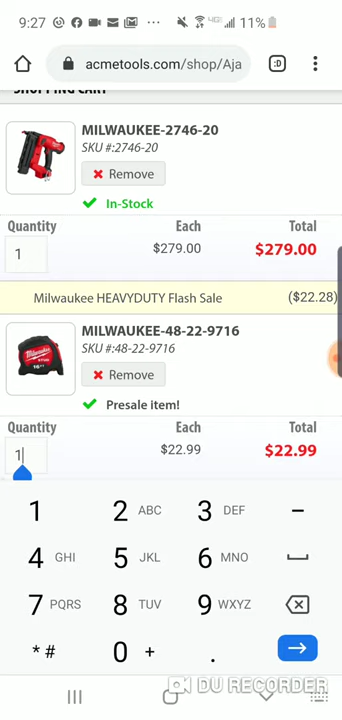 9:27 11%
acmetools.com/shop/Aja :D
SHOPPING CART
MILWAUKEE-2746-20
SKU #:2746-20
Remove
In-Stock
Quantity Each Total
1 $279.00 $279.00
Milwaukee HEAVYDUTY Flash Sale ($22.28)
MILWAUKEE-48-22-9716
SKU #:48-22-9716
Remove
Presale item!
Quantity Each Total
1 $22.99 $22.99
1 2 ABC 3 DEF –
4 GHI 5 JKL 6 MNO
7 PQRS 8 TUV 9 WXYZ
* # 0 + .
DU RECORDER